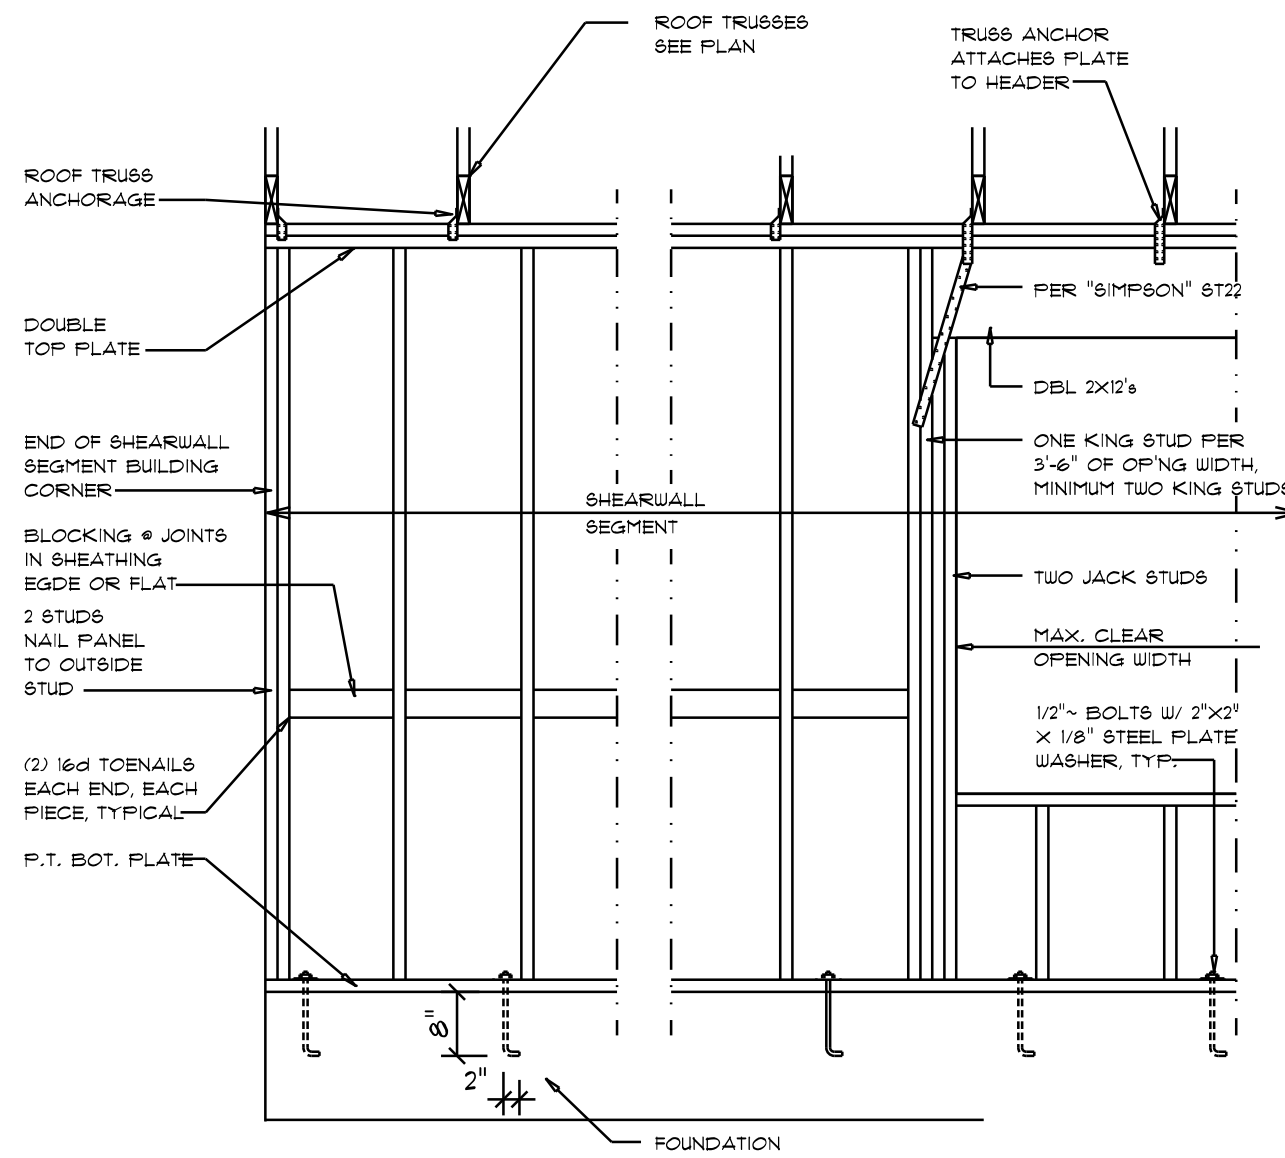 ROOF TRUSSES
SEE PLAN
TRUSS ANCHOR
ATTACHES PLATE
TO HEADER
ROOF TRUSS
ANCHORAGE
PER "SIMPSON" ST22
DOUBLE
TOP PLATE
DBL 2X12's
END OF SHEARWALL
SEGMENT BUILDING
CORNER
ONE KING STUD PER
3'-6" OF OP'NG WIDTH,
MINIMUM TWO KING STUDS
SHEARWALL
SEGMENT
BLOCKING @ JOINTS
IN SHEATHING
EGDE OR FLAT
TWO JACK STUDS
2 STUDS
NAIL PANEL
TO OUTSIDE
STUD
MAX. CLEAR
OPENING WIDTH
1/2"~ BOLTS W/ 2"X2"
X 1/8" STEEL PLATE
WASHER, TYP.
(2) 16d TOENAILS
EACH END, EACH
PIECE, TYPICAL
P.T. BOT. PLATE
8"
2"
FOUNDATION